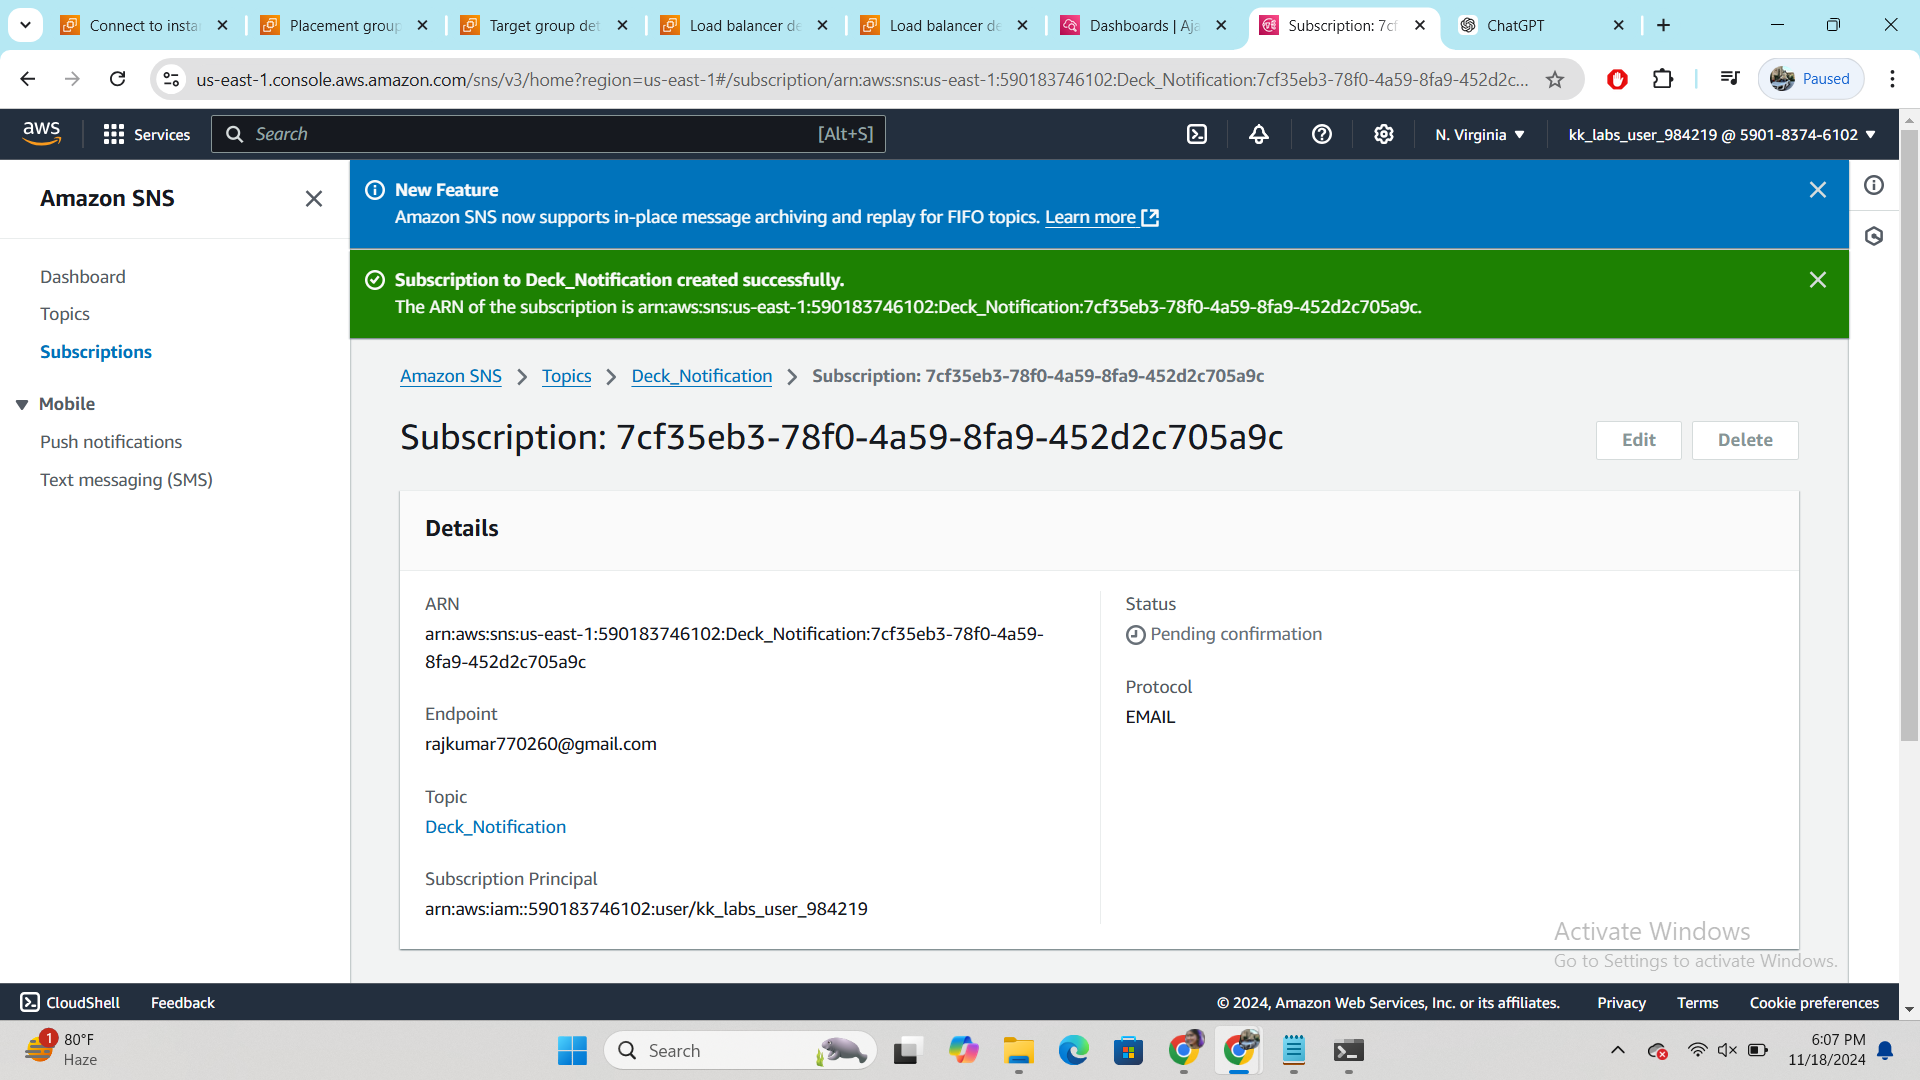 Connect to insta
Placement group
Target group det
Load balancer de
Load balancer de
Dashboards | Aja
Subscription: 7cf
ChatGPT
us-east-1.console.aws.amazon.com/sns/v3/home?region=us-east-1#/subscription/arn:aws:sns:us-east-1:590183746102:Deck_Notification:7cf35eb3-78f0-4a59-8fa9-452d2c...
Paused
aws
Services
Search
[Alt+S]
N. Virginia
kk_labs_user_984219 @ 5901-8374-6102
Amazon SNS
Dashboard
Topics
Subscriptions
Mobile
Push notifications
Text messaging (SMS)
New Feature
Amazon SNS now supports in-place message archiving and replay for FIFO topics. Learn more
Subscription to Deck_Notification created successfully.
The ARN of the subscription is arn:aws:sns:us-east-1:590183746102:Deck_Notification:7cf35eb3-78f0-4a59-8fa9-452d2c705a9c.
Amazon SNS
Topics
Deck_Notification
Subscription: 7cf35eb3-78f0-4a59-8fa9-452d2c705a9c
Subscription: 7cf35eb3-78f0-4a59-8fa9-452d2c705a9c
Edit
Delete
Details
ARN
arn:aws:sns:us-east-1:590183746102:Deck_Notification:7cf35eb3-78f0-4a59-
8fa9-452d2c705a9c
Endpoint
rajkumar770260@gmail.com
Topic
Deck_Notification
Subscription Principal
arn:aws:iam::590183746102:user/kk_labs_user_984219
Status
Pending confirmation
Protocol
EMAIL
Activate Windows
Go to Settings to activate Windows.
CloudShell
Feedback
© 2024, Amazon Web Services, Inc. or its affiliates.
Privacy
Terms
Cookie preferences
1
80°F
Haze
Search
6:07 PM
11/18/2024